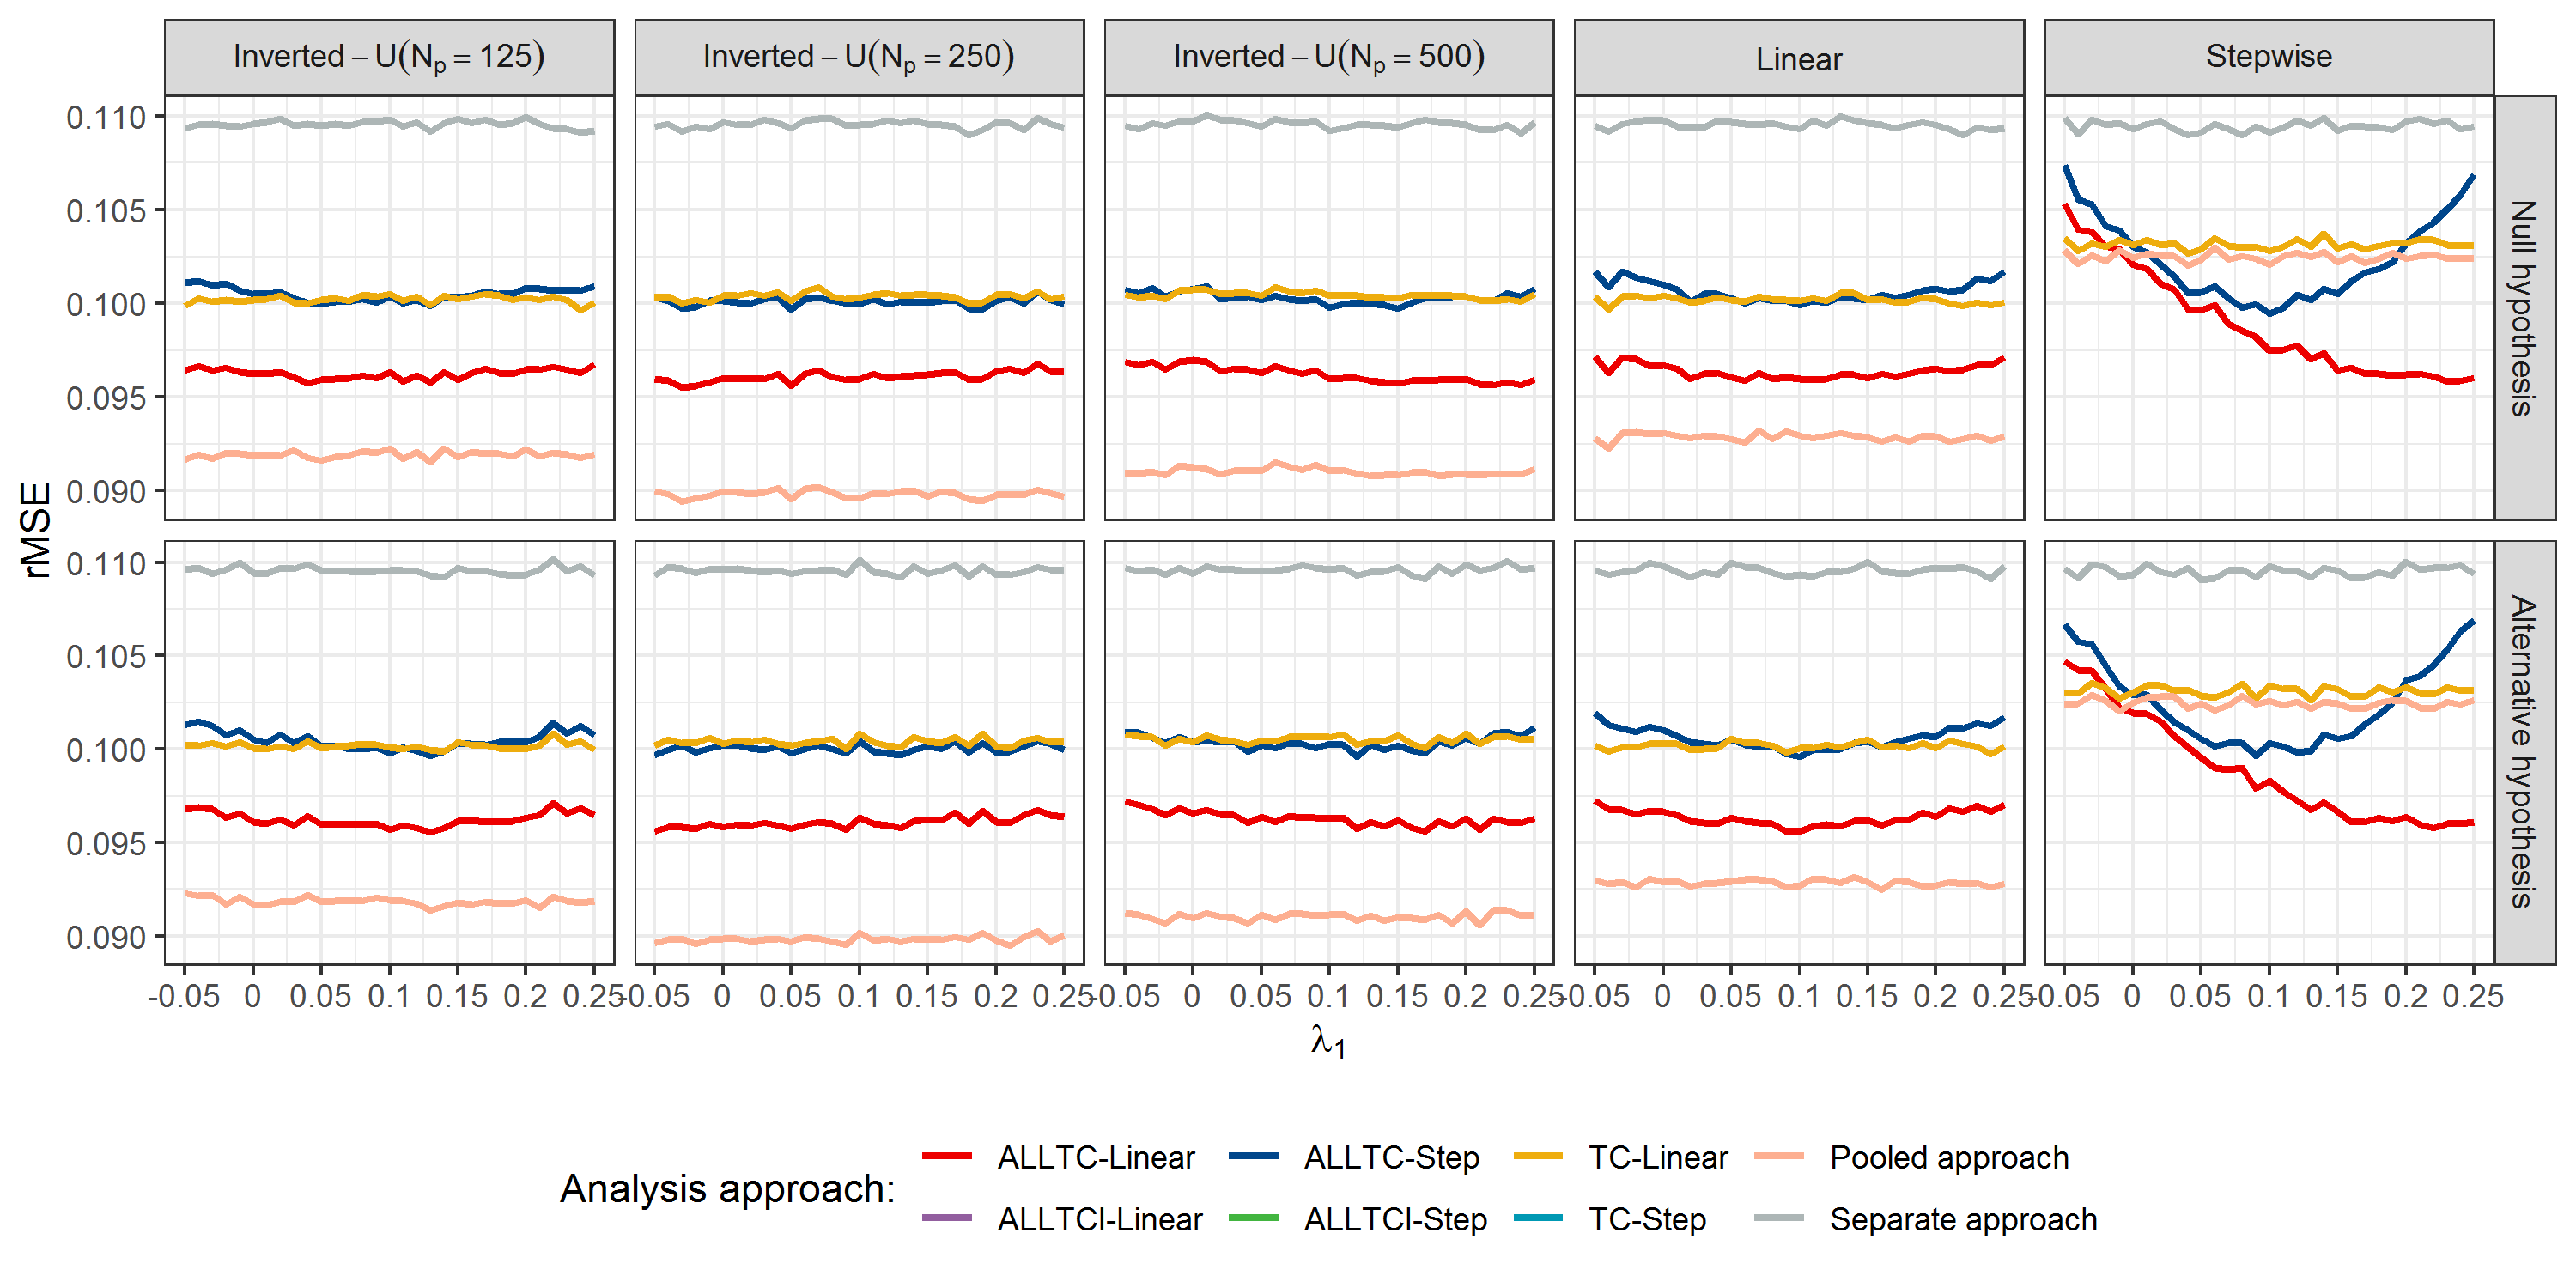 Inverted – U(Np = 125)
Inverted – U(Np = 250)
Inverted – U(Np = 500)
Linear
Stepwise
0.110
0.105
0.100
0.095
0.090
Null hypothesis
0.110
0.105
0.100
0.095
0.090
Alternative hypothesis
rMSE
-0.05 0 0.05 0.1 0.15 0.2 0.25
-0.05 0 0.05 0.1 0.15 0.2 0.25
-0.05 0 0.05 0.1 0.15 0.2 0.25
-0.05 0 0.05 0.1 0.15 0.2 0.25
-0.05 0 0.05 0.1 0.15 0.2 0.25
λ1
Analysis approach:
ALLTC-Linear ALLTC-Step TC-Linear Pooled approach
ALLTCI-Linear ALLTCI-Step TC-Step Separate approach